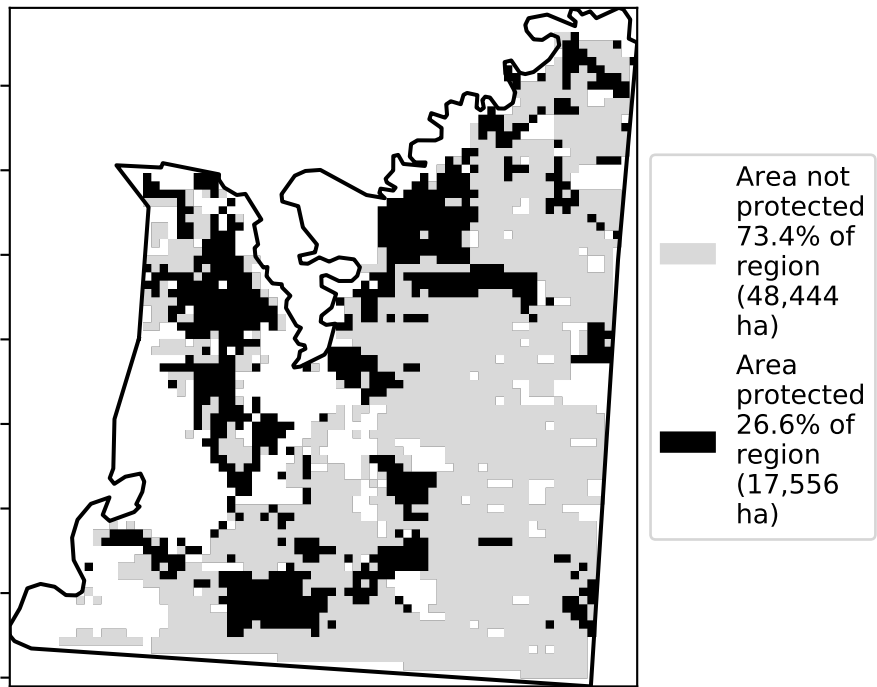 Area not
protected
73.4% of
region
(48,444
ha)
Area
protected
26.6% of
region
(17,556
ha)